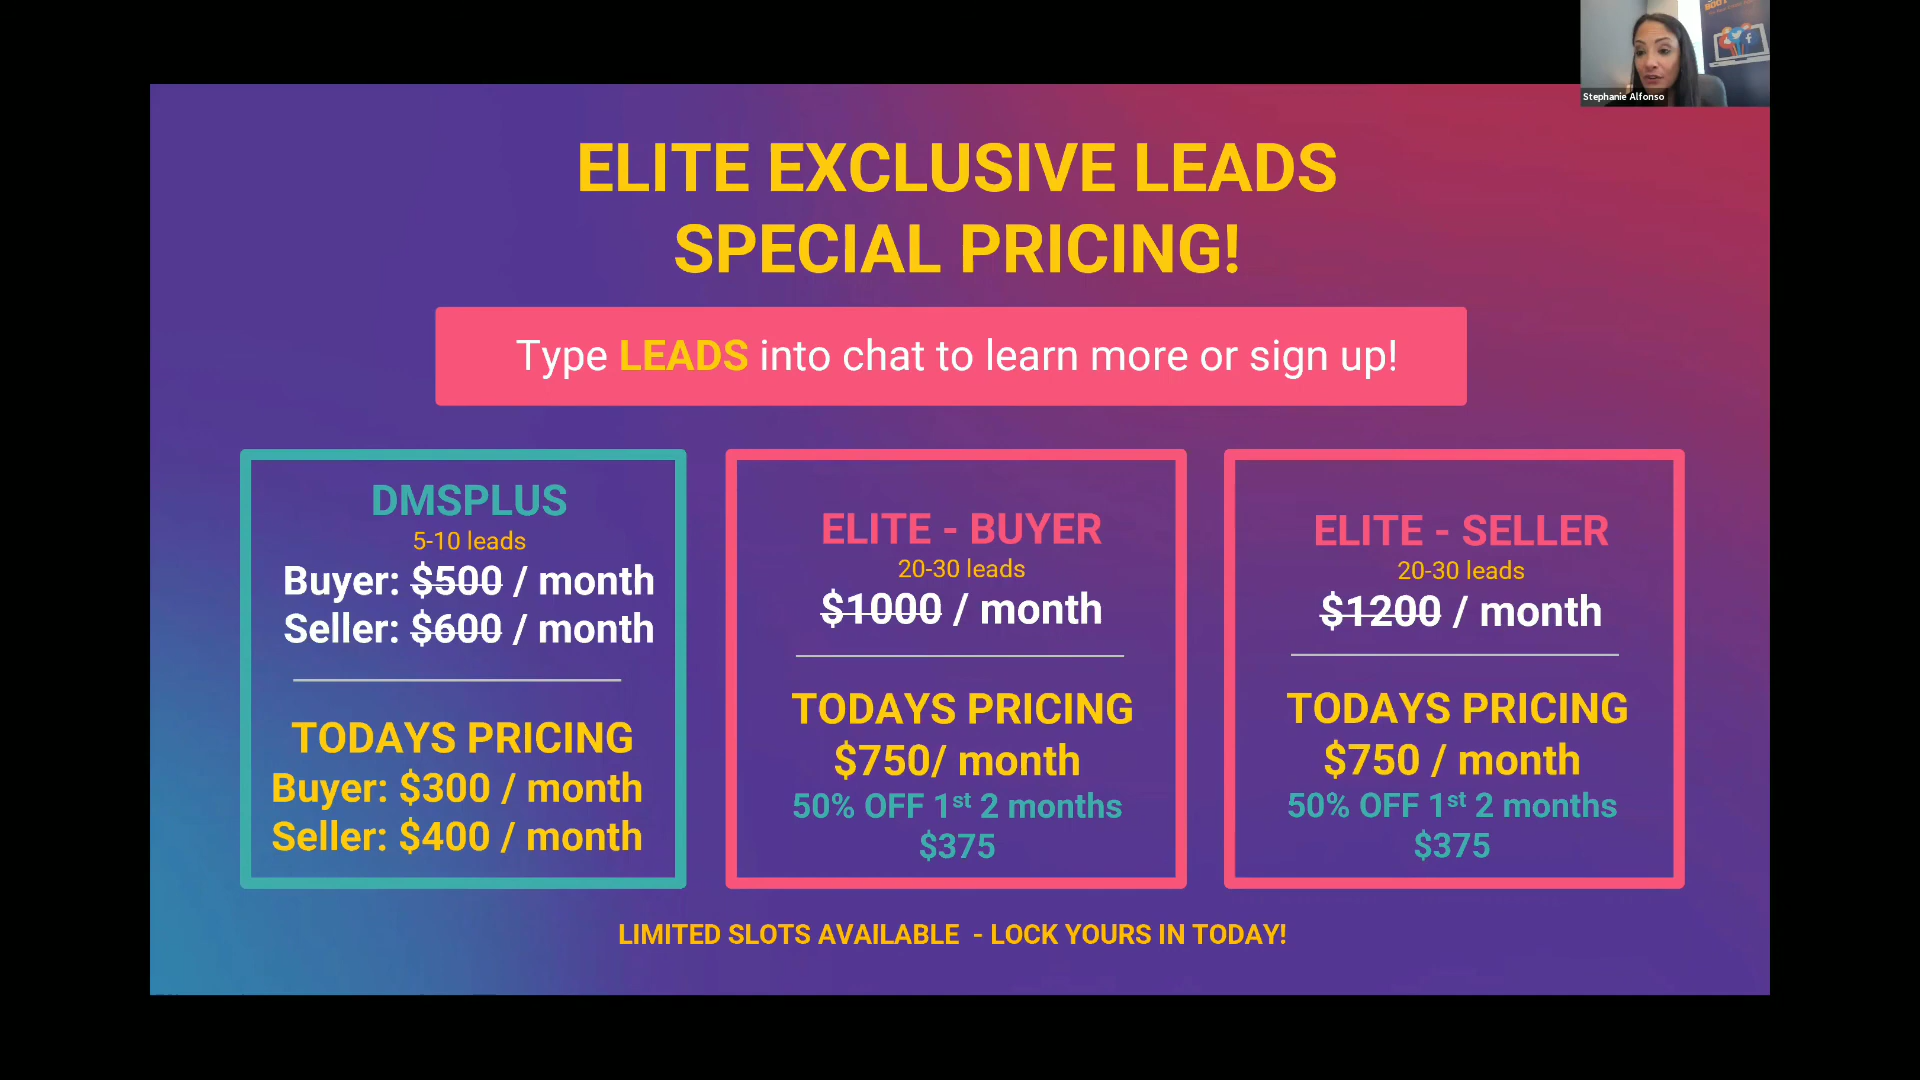 Stephanie Alfonso
ELITE EXCLUSIVE LEADS
SPECIAL PRICING!
Type LEADS into chat to learn more or sign up!
DMSPLUS
5-10 leads
Buyer: $500 / month
Seller: $600 / month
TODAYS PRICING
Buyer: $300 / month
Seller: $400 / month
ELITE - BUYER
20-30 leads
$1000 / month
TODAYS PRICING
$750/ month
50% OFF 1st 2 months
$375
ELITE - SELLER
20-30 leads
$1200 / month
TODAYS PRICING
$750 / month
50% OFF 1st 2 months
$375
LIMITED SLOTS AVAILABLE - LOCK YOURS IN TODAY!